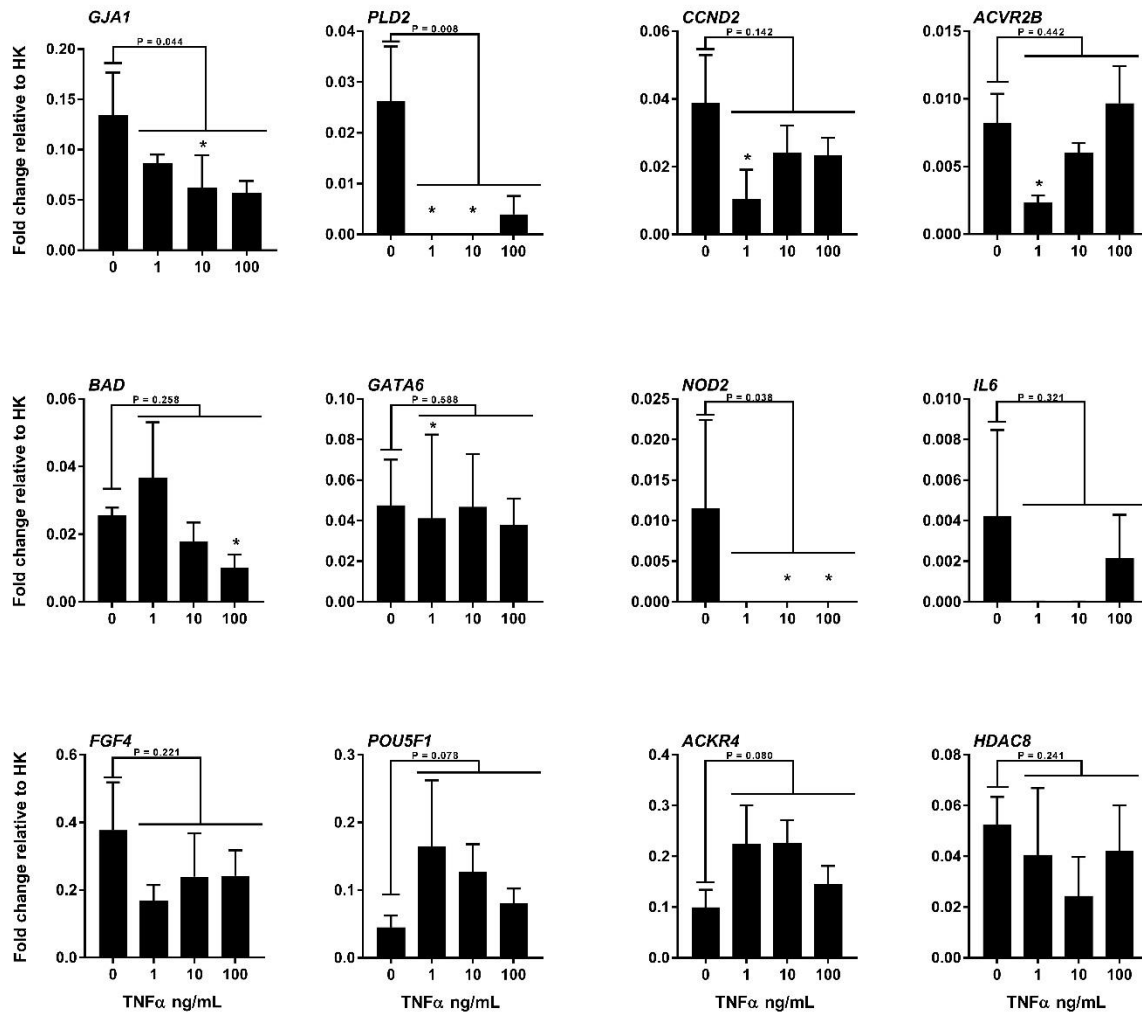 GJA1
PLD2
CCND2
ACVR2B
P = 0.044
P = 0.008
P = 0.142
P = 0.442
Fold change relative to HK
0.20
0.15
0.10
0.05
0.00
*
0 1 10 100
0.04
0.03
0.02
0.01
0.00
* *
0 1 10 100
0.06
0.04
0.02
0.00
*
0 1 10 100
0.015
0.010
0.005
0.000
*
0 1 10 100
BAD
GATA6
NOD2
IL6
P = 0.258
P = 0.588
P = 0.038
P = 0.321
Fold change relative to HK
0.06
0.04
0.02
0.00
*
0 1 10 100
0.10
0.08
0.06
0.04
0.02
0.00
*
0 1 10 100
0.025
0.020
0.015
0.010
0.005
0.000
* *
0 1 10 100
0.010
0.008
0.006
0.004
0.002
0.000
0 1 10 100
FGF4
POU5F1
ACKR4
HDAC8
P = 0.221
P = 0.078
P = 0.080
P = 0.241
Fold change relative to HK
0.6
0.4
0.2
0.0
0 1 10 100
TNFα ng/mL
0.3
0.2
0.1
0.0
0 1 10 100
TNFα ng/mL
0.4
0.3
0.2
0.1
0.0
0 1 10 100
TNFα ng/mL
0.08
0.06
0.04
0.02
0.00
0 1 10 100
TNFα ng/mL